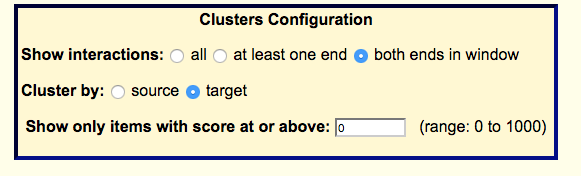 Clusters Configuration
Show interactions: all at least one end both ends in window
Cluster by: source target
Show only items with score at or above: 0 (range: 0 to 1000)